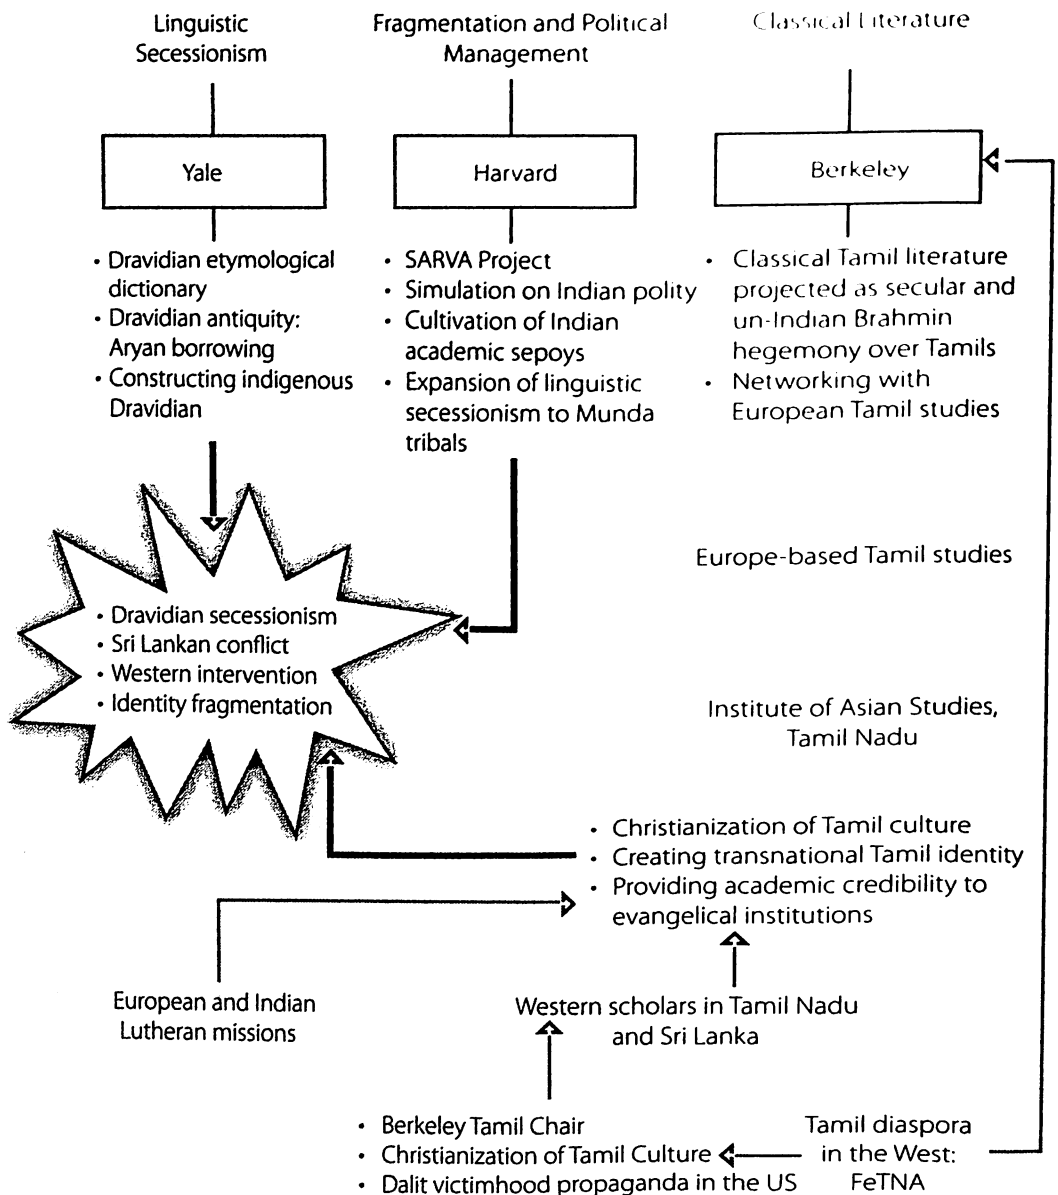 Linguistic
Secessionism
Fragmentation and Political
Management
Classical Literature
Yale
Harvard
Berkeley
• Dravidian etymological
dictionary
• Dravidian antiquity:
Aryan borrowing
• Constructing indigenous
Dravidian
• SARVA Project
• Simulation on Indian polity
• Cultivation of Indian
academic sepoys
• Expansion of linguistic
secessionism to Munda
tribals
• Classical Tamil literature
projected as secular and
un-Indian Brahmin
hegemony over Tamils
• Networking with
European Tamil studies
• Dravidian secessionism
• Sri Lankan conflict
• Western intervention
• Identity fragmentation
Europe-based Tamil studies
Institute of Asian Studies,
Tamil Nadu
• Christianization of Tamil culture
• Creating transnational Tamil identity
• Providing academic credibility to
evangelical institutions
European and Indian
Lutheran missions
Western scholars in Tamil Nadu
and Sri Lanka
• Berkeley Tamil Chair
• Christianization of Tamil Culture
• Dalit victimhood propaganda in the US
Tamil diaspora
in the West:
FeTNA